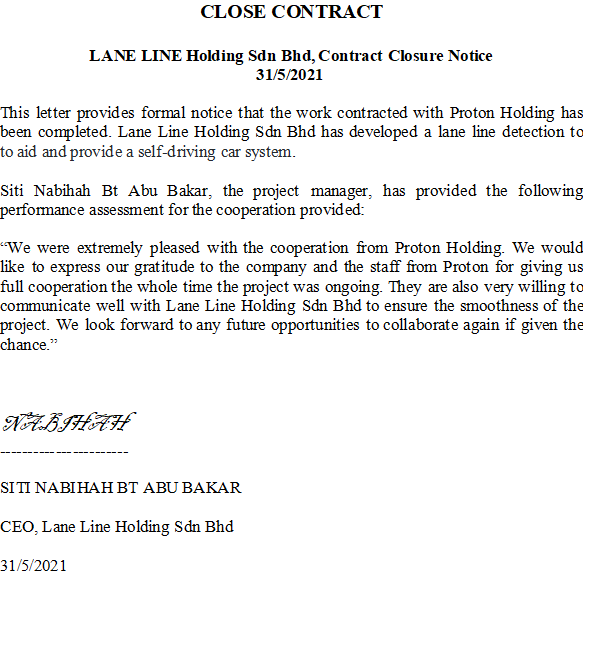 CLOSE CONTRACT
LANE LINE Holding Sdn Bhd, Contract Closure Notice
31/5/2021
This letter provides formal notice that the work contracted with Proton Holding has
been completed. Lane Line Holding Sdn Bhd has developed a lane line detection to
to aid and provide a self-driving car system.
Siti Nabihah Bt Abu Bakar, the project manager, has provided the following
performance assessment for the cooperation provided:
“We were extremely pleased with the cooperation from Proton Holding. We would
like to express our gratitude to the company and the staff from Proton for giving us
full cooperation the whole time the project was ongoing. They are also very willing to
communicate well with Lane Line Holding Sdn Bhd to ensure the smoothness of the
project. We look forward to any future opportunities to collaborate again if given the
chance.”
NABIHAH
-----------------------
SITI NABIHAH BT ABU BAKAR
CEO, Lane Line Holding Sdn Bhd
31/5/2021